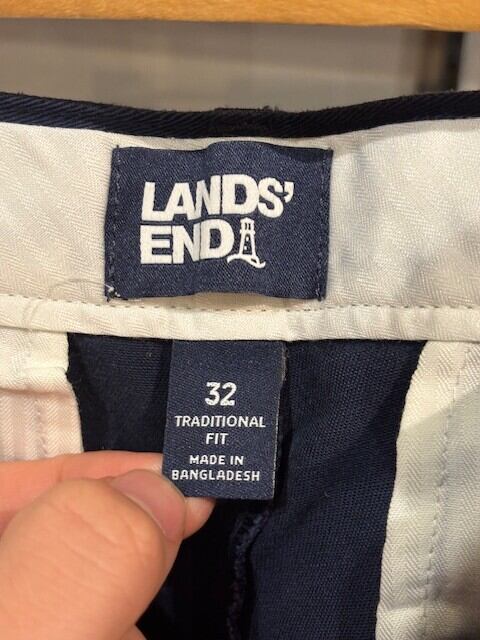 LANDS'
END
32
TRADITIONAL
FIT
MADE IN
BANGLADESH